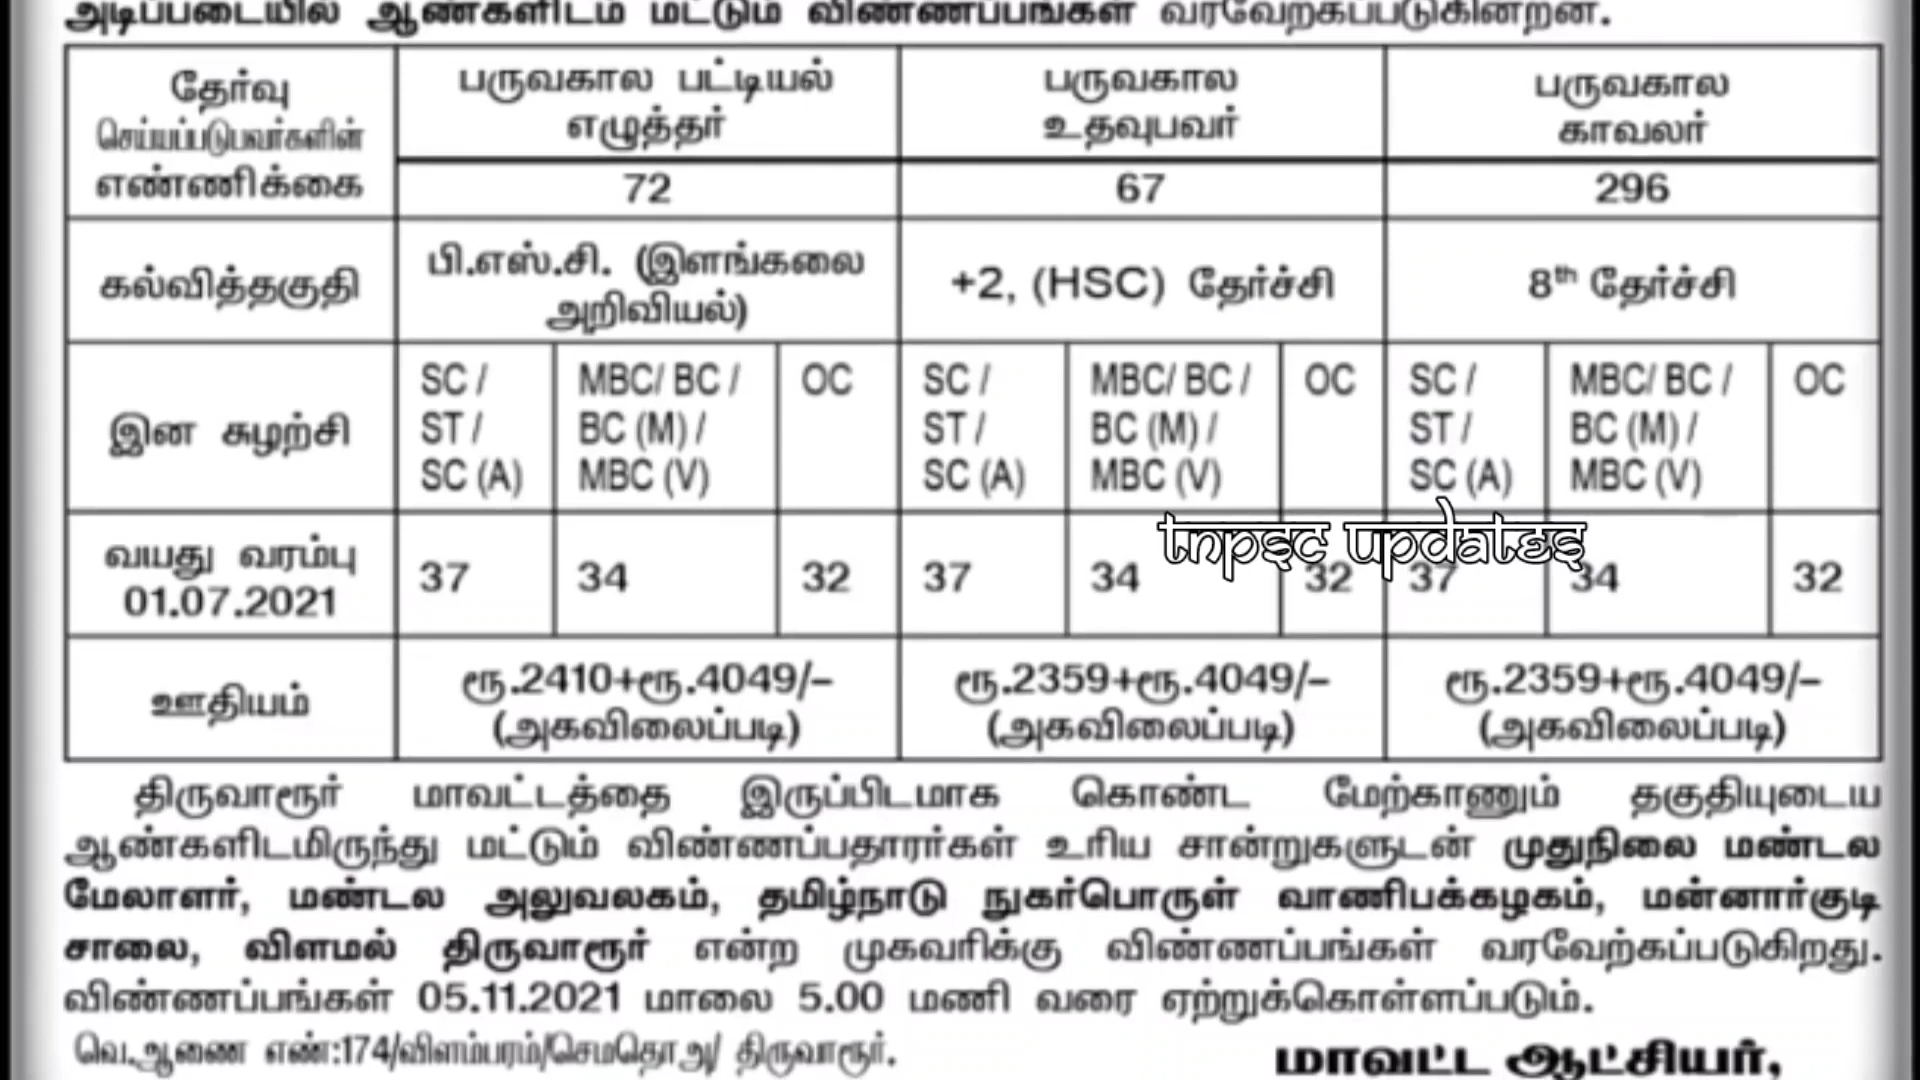 அடிப்படையில் ஆண்களிடம் மட்டும் விண்ணப்பங்கள் வரவேற்கப்படுகின்றன.
தேர்வு செய்யப்படுபவர்களின் எண்ணிக்கை
பருவகால பட்டியல் எழுத்தர்
பருவகால உதவுபவர்
பருவகால காவலர்
72 67 296
கல்வித்தகுதி
பி.எஸ்.சி. (இளங்கலை அறிவியல்)
+2, (HSC) தேர்ச்சி
8th தேர்ச்சி
இன சுழற்சி
SC / ST / SC (A)
MBC/ BC / BC (M) / MBC (V)
OC
SC / ST / SC (A)
MBC/ BC / BC (M) / MBC (V)
OC
SC / ST / SC (A)
MBC/ BC / BC (M) / MBC (V)
OC
TNPSC UPDATES
வயது வரம்பு 01.07.2021
37 34 32 37 34 32 37 34 32
ஊதியம்
ரூ.2410+ரூ.4049/– (அகவிலைப்படி)
ரூ.2359+ரூ.4049/– (அகவிலைப்படி)
ரூ.2359+ரூ.4049/– (அகவிலைப்படி)
திருவாரூர் மாவட்டத்தை இருப்பிடமாக கொண்ட மேற்காணும் தகுதியுடைய
ஆண்களிடமிருந்து மட்டும் விண்ணப்பதாரர்கள் உரிய சான்றுகளுடன் முதுநிலை மண்டல
மேலாளர், மண்டல அலுவலகம், தமிழ்நாடு நுகர்பொருள் வாணிபக்கழகம், மன்னார்குடி
சாலை, விளமல் திருவாரூர் என்ற முகவரிக்கு விண்ணப்பங்கள் வரவேற்கப்படுகிறது.
விண்ணப்பங்கள் 05.11.2021 மாலை 5.00 மணி வரை ஏற்றுக்கொள்ளப்படும்.
வெ.ஆணை எண்:174/விளம்பரம்/செமதொஅ/ திருவாரூர்.
மாவட்ட ஆட்சியர்,